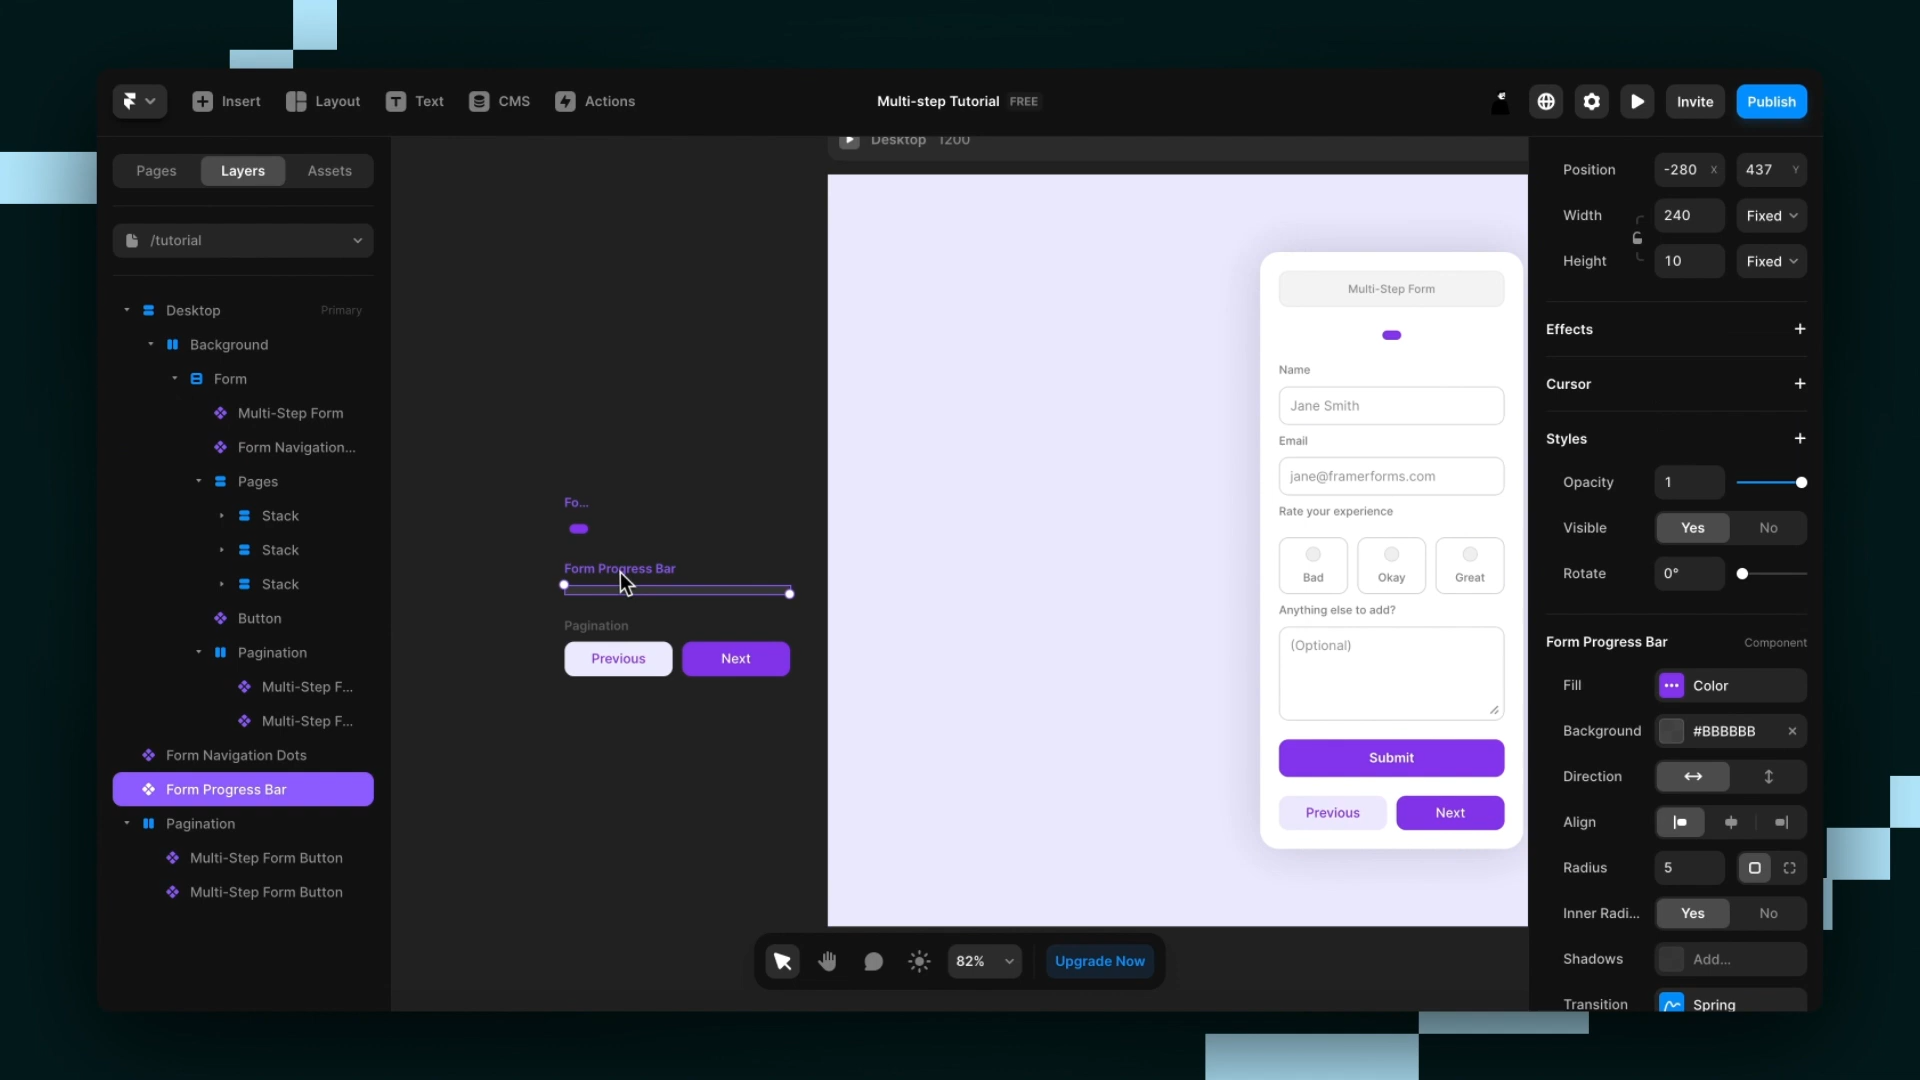 Insert
Layout
Text
CMS
Actions
Multi-step Tutorial FREE
Invite
Publish
Pages
Layers
Assets
/tutorial
Desktop Primary
Background
Form
Multi-Step Form
Form Navigation...
Pages
Stack
Stack
Stack
Button
Pagination
Multi-Step F...
Multi-Step F...
Form Navigation Dots
Form Progress Bar
Pagination
Multi-Step Form Button
Multi-Step Form Button
Fo...
Form Progress Bar
Pagination
Previous
Next
Desktop 1200
Multi-Step Form
Name
Jane Smith
Email
jane@framerforms.com
Rate your experience
Bad
Okay
Great
Anything else to add?
(Optional)
Submit
Previous
Next
82%
Upgrade Now
Position -280 X 437 Y
Width 240 Fixed
Height 10 Fixed
Effects
Cursor
Styles
Opacity 1
Visible Yes No
Rotate 0°
Form Progress Bar Component
Fill Color
Background #BBBBBB
Direction
Align
Radius 5
Inner Radi... Yes No
Shadows Add...
Transition Spring